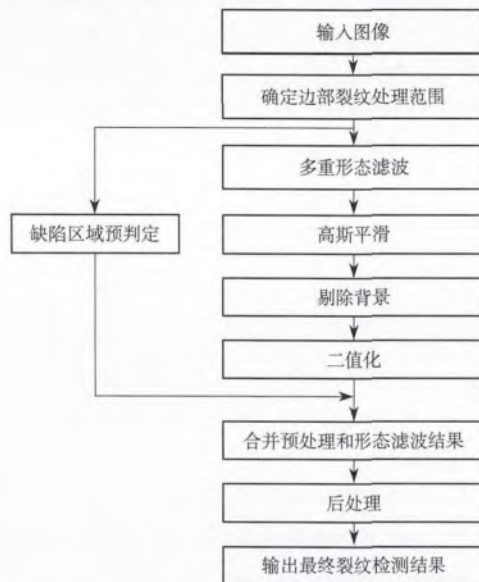 输入图像
确定边部裂纹处理范围
多重形态滤波
缺陷区域预判定
高斯平滑
剔除背景
二值化
合并预处理和形态滤波结果
后处理
输出最终裂纹检测结果